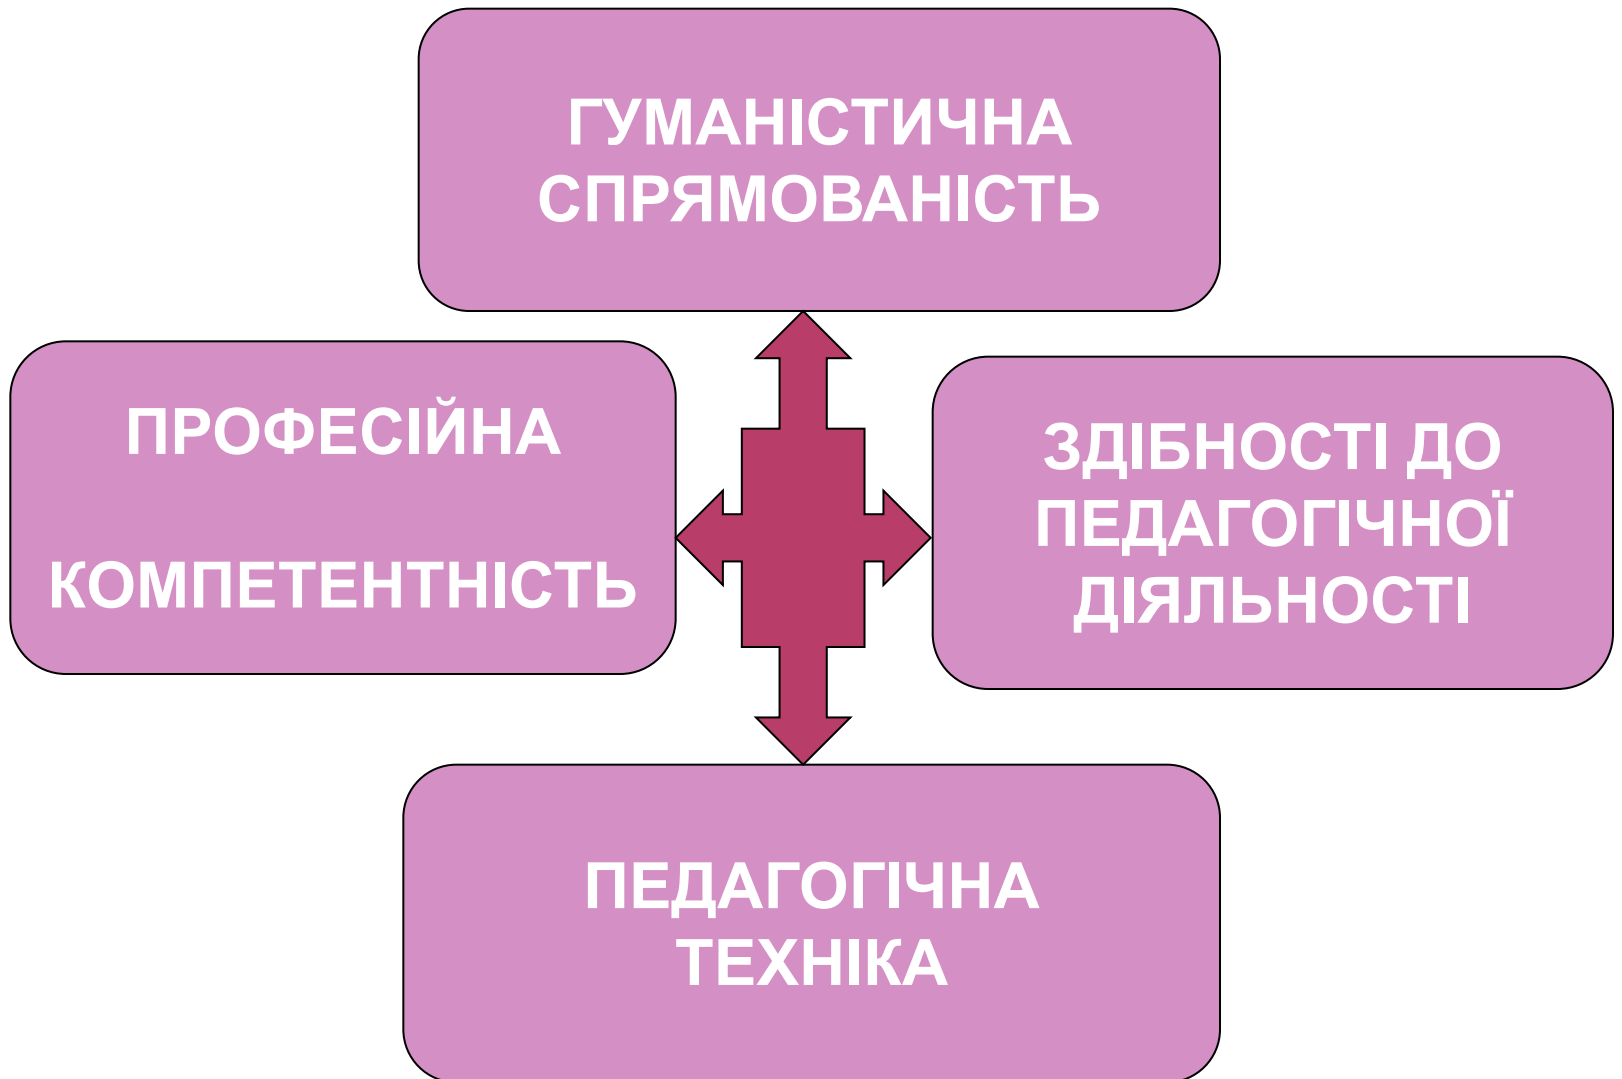 ГУМАНІСТИЧНА
СПРЯМОВАНІСТЬ
ПРОФЕСІЙНА
КОМПЕТЕНТНІСТЬ
ЗДІБНОСТІ ДО
ПЕДАГОГІЧНОЇ
ДІЯЛЬНОСТІ
ПЕДАГОГІЧНА
ТЕХНІКА